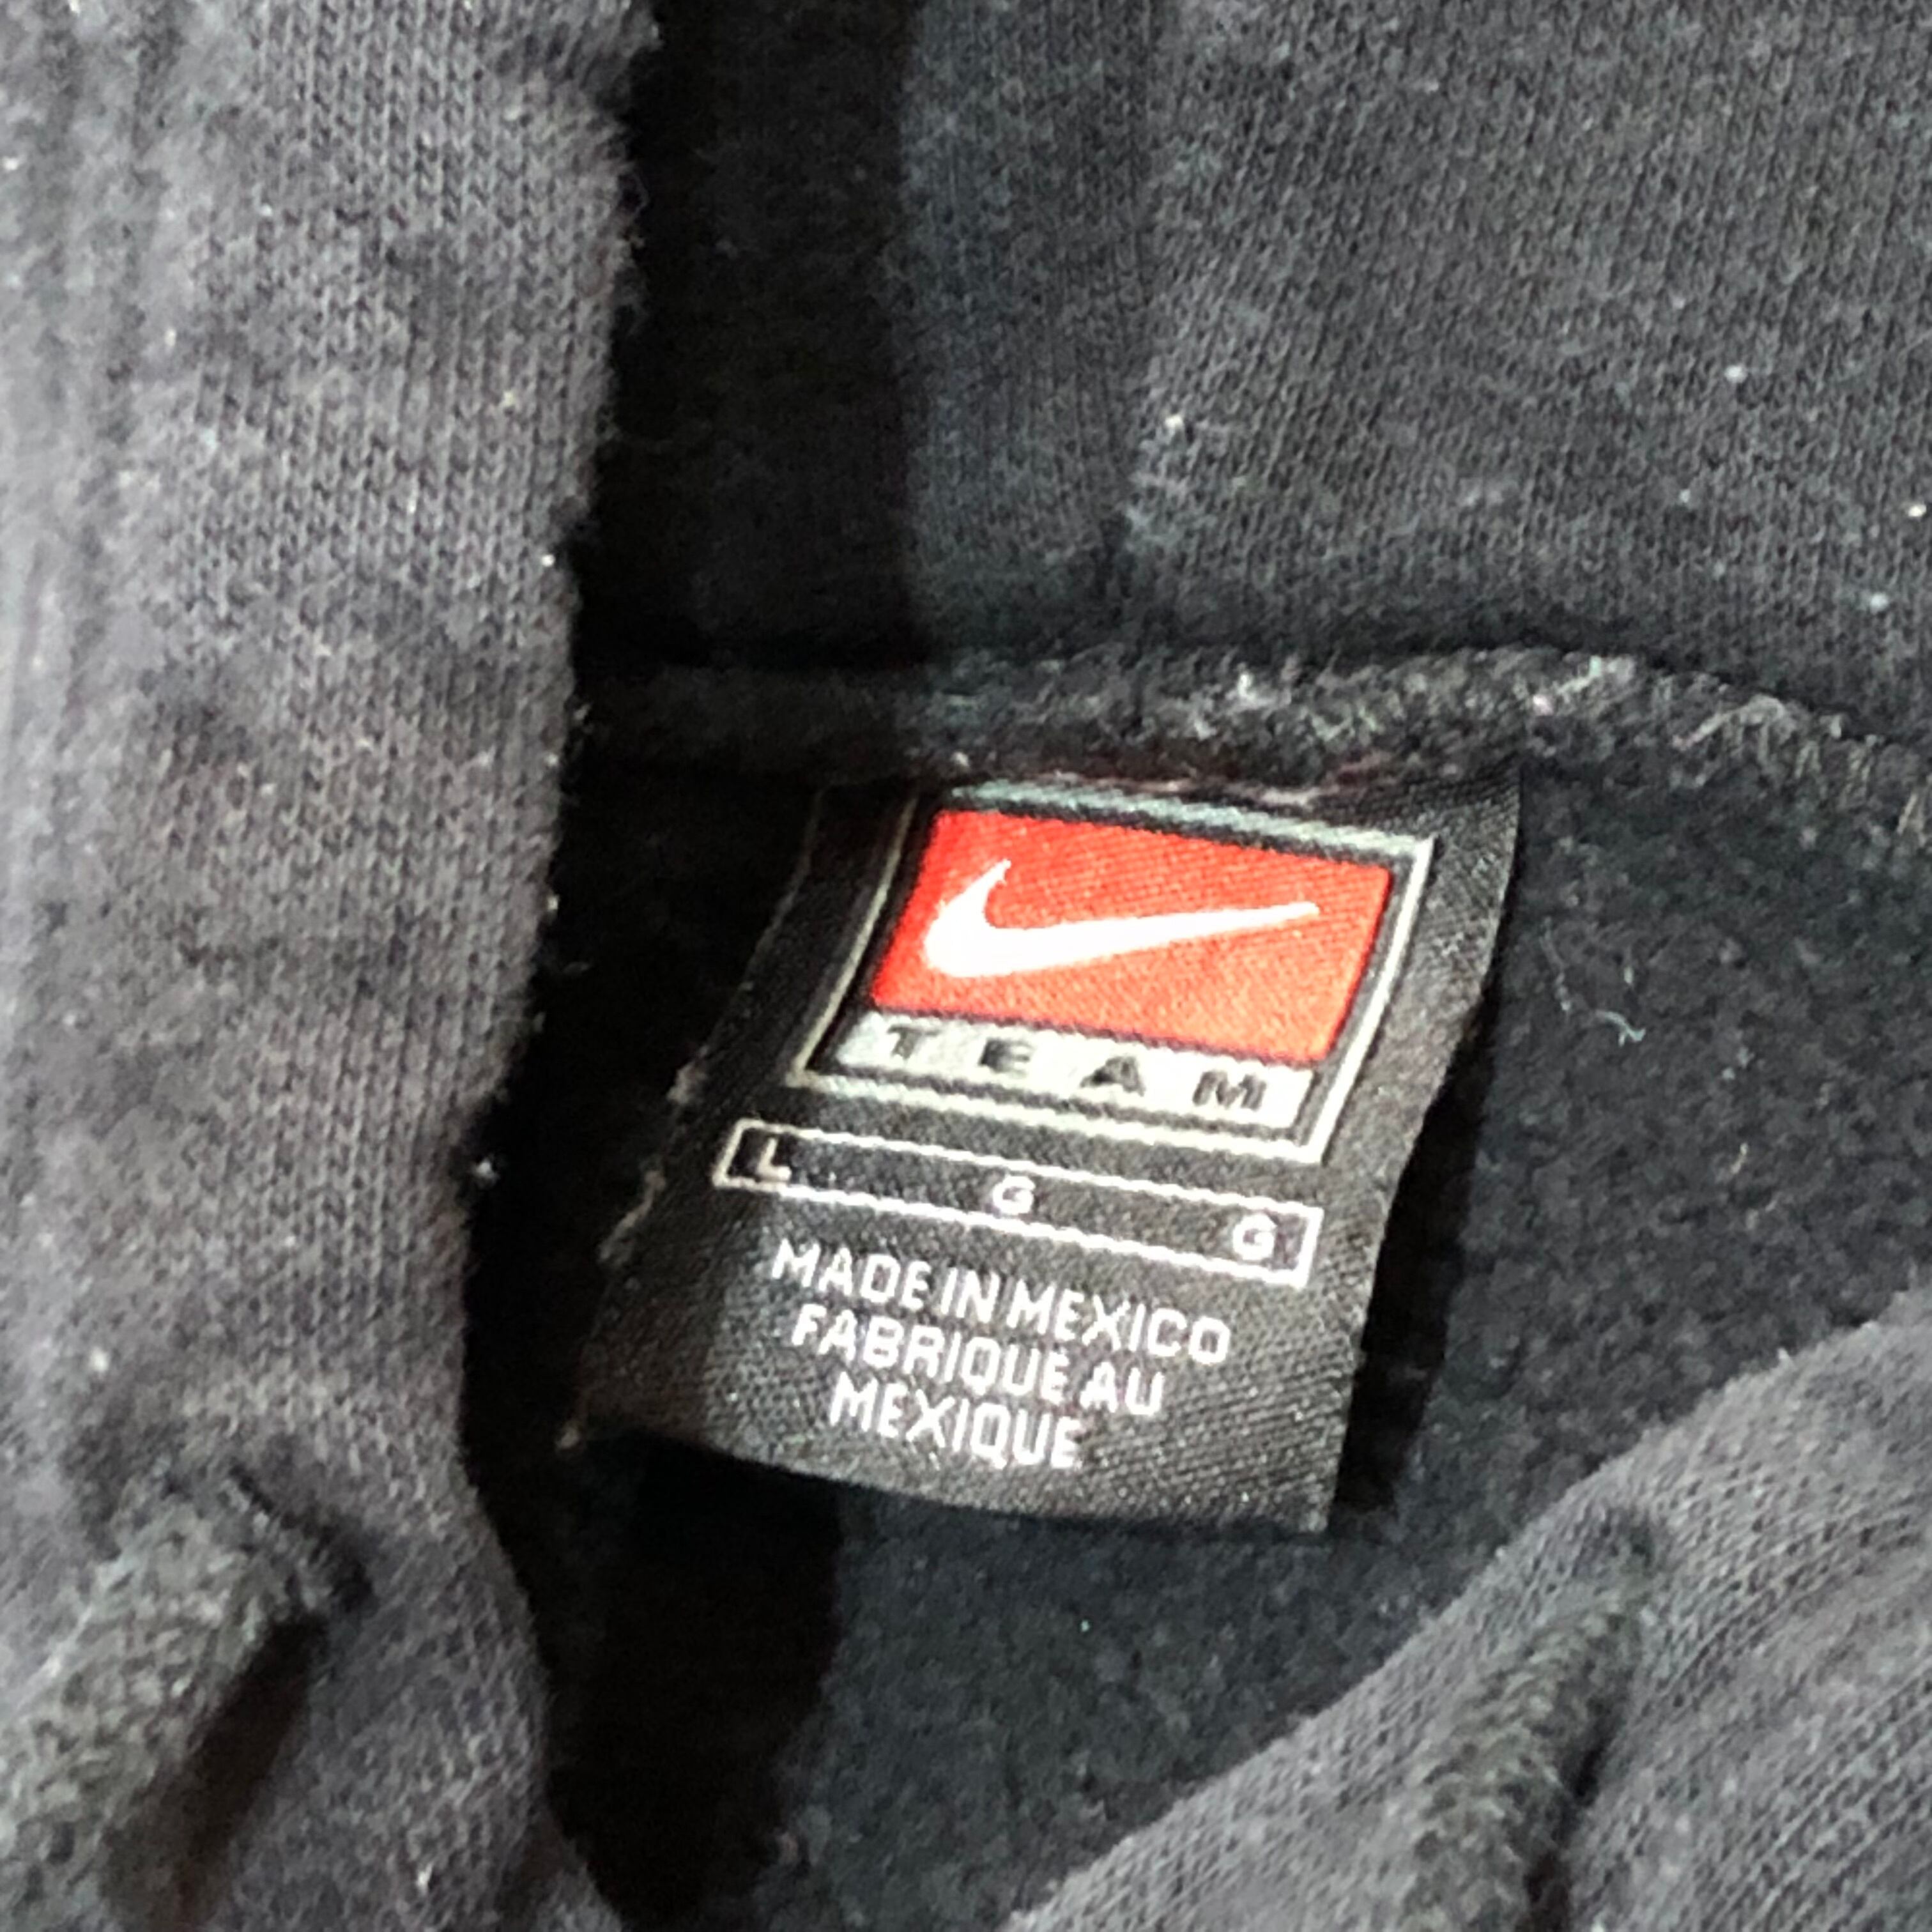 TEAM
L G G
MADE IN MEXICO
FABRIQUE AU
MEXIQUE